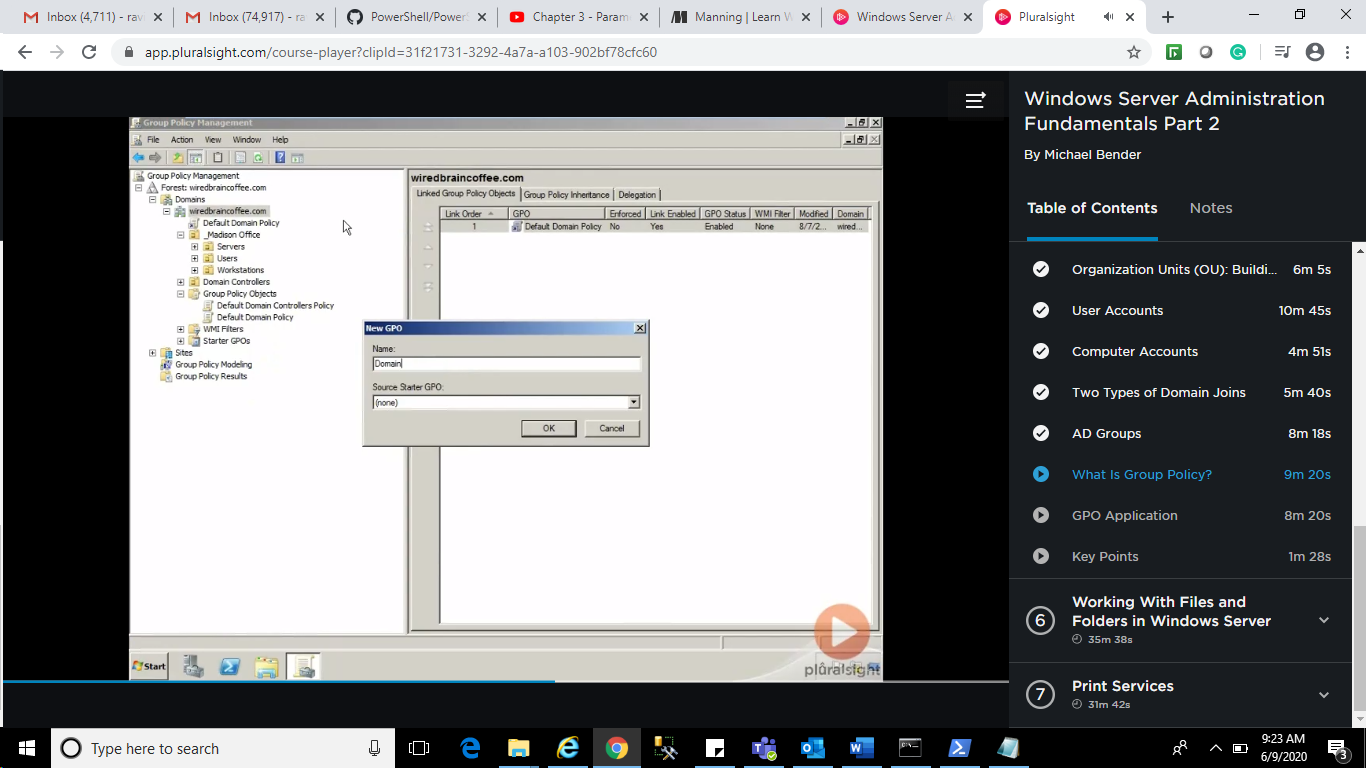 Inbox (4,711) - rav
Inbox (74,917) - ra
PowerShell/Power
Chapter 3 - Param
Manning | Learn W
Windows Server A
Pluralsight
app.pluralsight.com/course-player?clipId=31f21731-3292-4a7a-a103-902bf78cfc60
Group Policy Management
File Action View Window Help
Group Policy Management
Forest: wiredbraincoffee.com
Domains
wiredbraincoffee.com
Default Domain Policy
_Madison Office
Servers
Users
Workstations
Domain Controllers
Group Policy Objects
Default Domain Controllers Policy
Default Domain Policy
WMI Filters
Starter GPOs
Sites
Group Policy Modeling
Group Policy Results
wiredbraincoffee.com
Linked Group Policy Objects Group Policy Inheritance Delegation
Link Order GPO Enforced Link Enabled GPO Status WMI Filter Modified Domain
1 Default Domain Policy No Yes Enabled None 8/7/2... wired...
New GPO
Name:
Domain
Source Starter GPO:
(none)
OK Cancel
Start
pluralsight
Windows Server Administration
Fundamentals Part 2
By Michael Bender
Table of Contents Notes
Organization Units (OU): Buildi... 6m 5s
User Accounts 10m 45s
Computer Accounts 4m 51s
Two Types of Domain Joins 5m 40s
AD Groups 8m 18s
What Is Group Policy? 9m 20s
GPO Application 8m 20s
Key Points 1m 28s
6 Working With Files and
Folders in Windows Server
35m 38s
7 Print Services
31m 42s
Type here to search
9:23 AM
6/9/2020
3